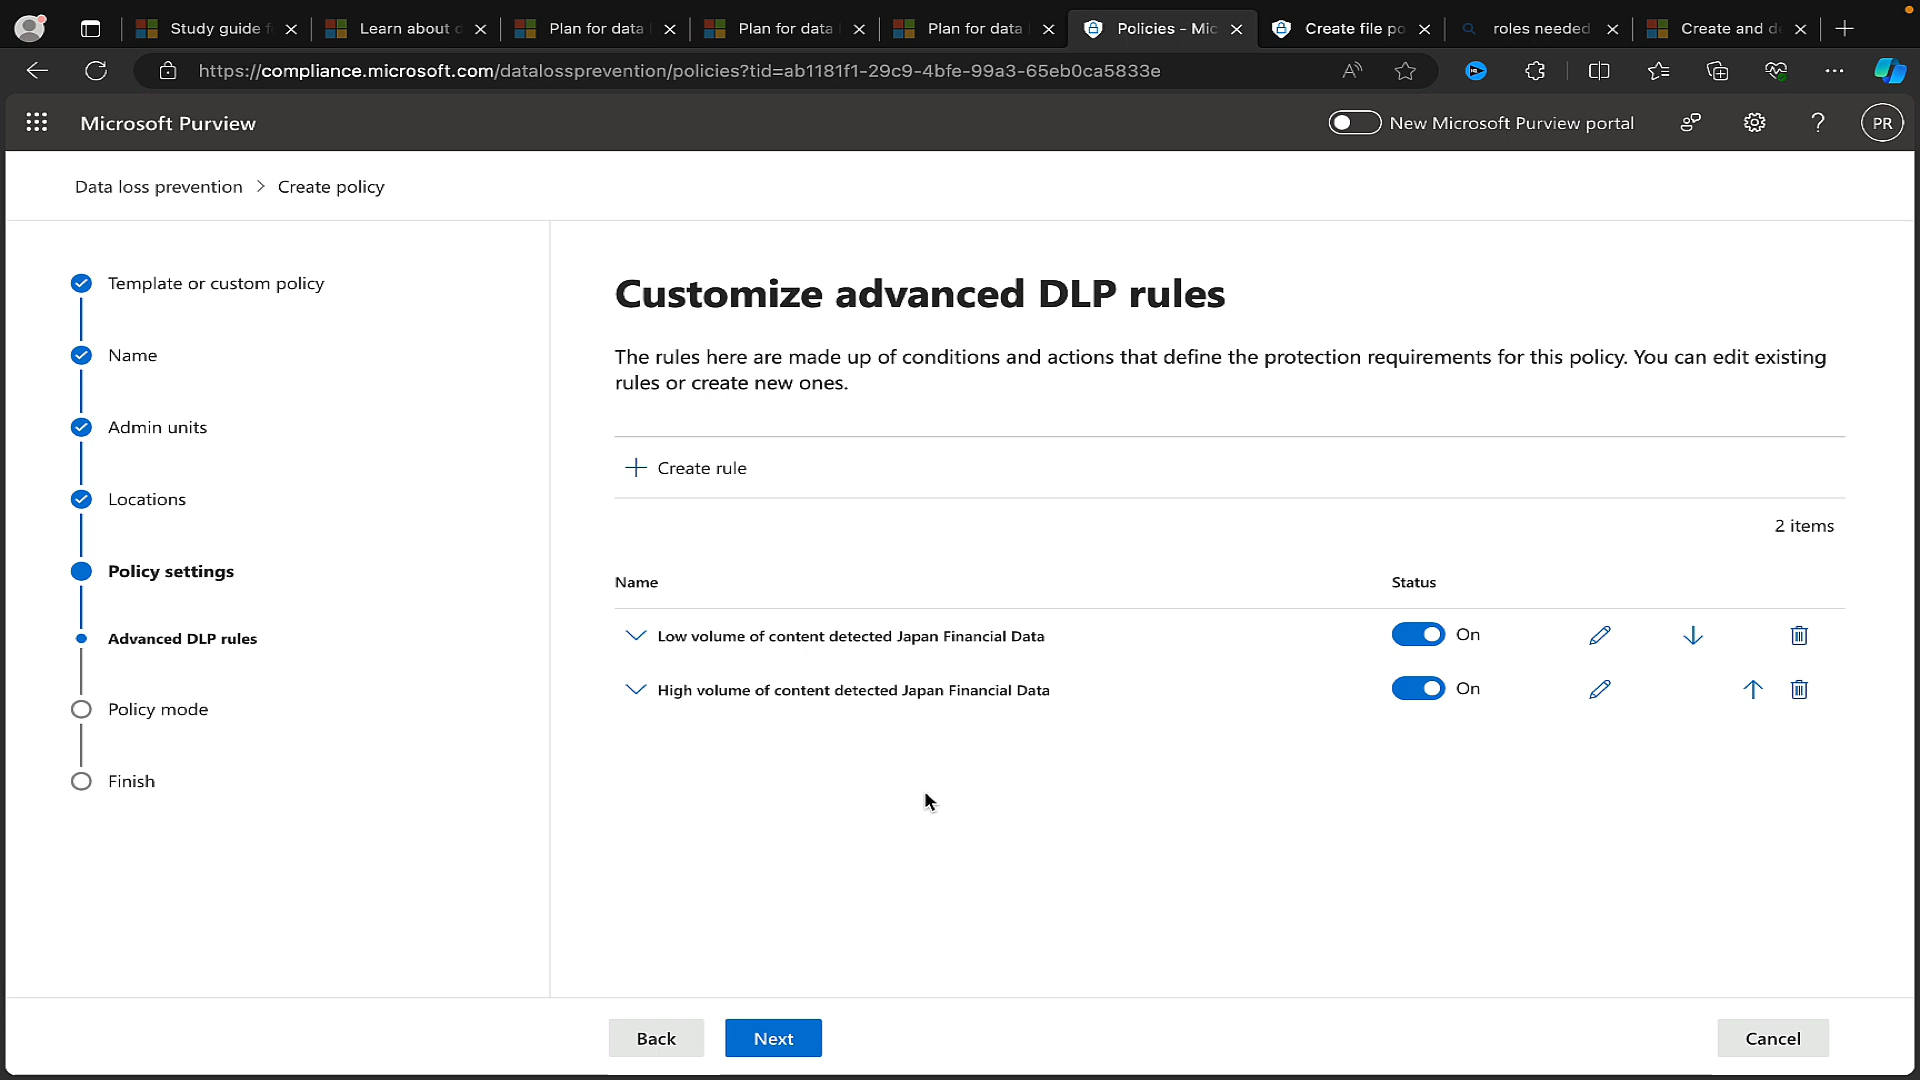 Study guide f
Learn about d
Plan for data
Plan for data
Plan for data
Policies - Mic
Create file po
roles needed
Create and de
https://compliance.microsoft.com/datalossprevention/policies?tid=ab1181f1-29c9-4bfe-99a3-65eb0ca5833e
Microsoft Purview
New Microsoft Purview portal
PR
Data loss prevention > Create policy
Template or custom policy
Name
Admin units
Locations
Policy settings
Advanced DLP rules
Policy mode
Finish
Customize advanced DLP rules
The rules here are made up of conditions and actions that define the protection requirements for this policy. You can edit existing
rules or create new ones.
Create rule
2 items
Name Status
Low volume of content detected Japan Financial Data On
High volume of content detected Japan Financial Data On
Back Next Cancel